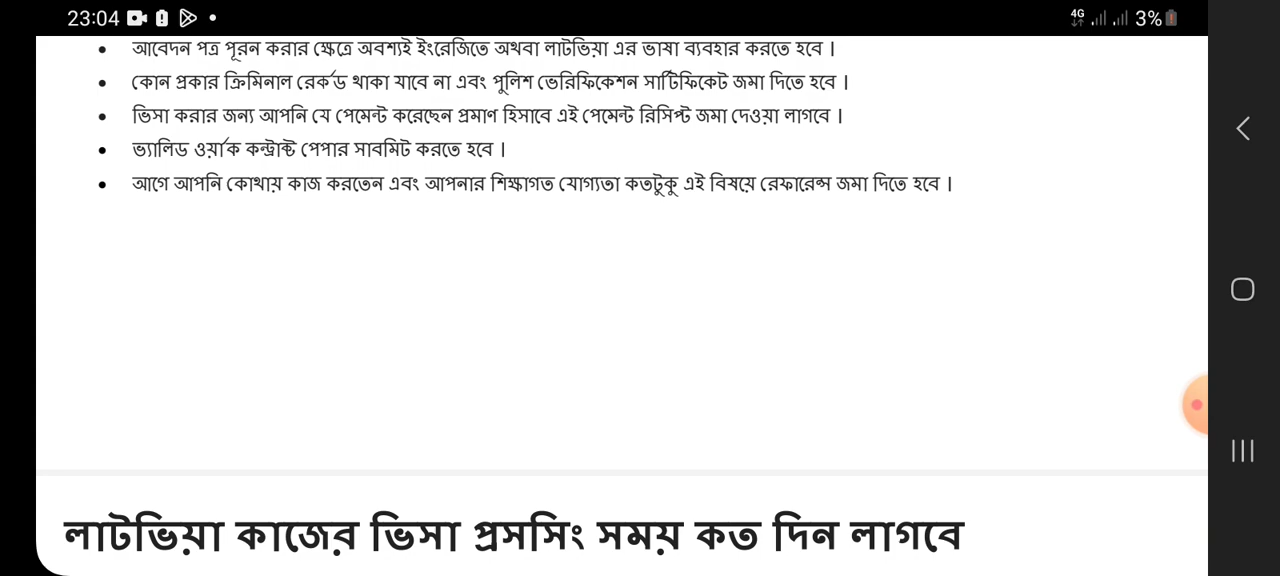 23:04 4G 3%
• আবেদন পত্র পূরন করার ক্ষেত্রে অবশ্যই ইংরেজিতে অথবা লাটভিয়া এর ভাষা ব্যবহার করতে হবে ।
• কোন প্রকার ক্রিমিনাল রেকর্ড থাকা যাবে না এবং পুলিশ ভেরিফিকেশন সার্টিফিকেট জমা দিতে হবে ।
• ভিসা করার জন্য আপনি যে পেমেন্ট করেছেন প্রমাণ হিসাবে এই পেমেন্ট রিসিপ্ট জমা দেওয়া লাগবে ।
• ভ্যালিড ওয়ার্ক কন্ট্রাক্ট পেপার সাবমিট করতে হবে ।
• আগে আপনি কোথায় কাজ করতেন এবং আপনার শিক্ষাগত যোগ্যতা কতটুকু এই বিষয়ে রেফারেন্স জমা দিতে হবে ।
লাটভিয়া কাজের ভিসা প্রসসিং সময় কত দিন লাগবে